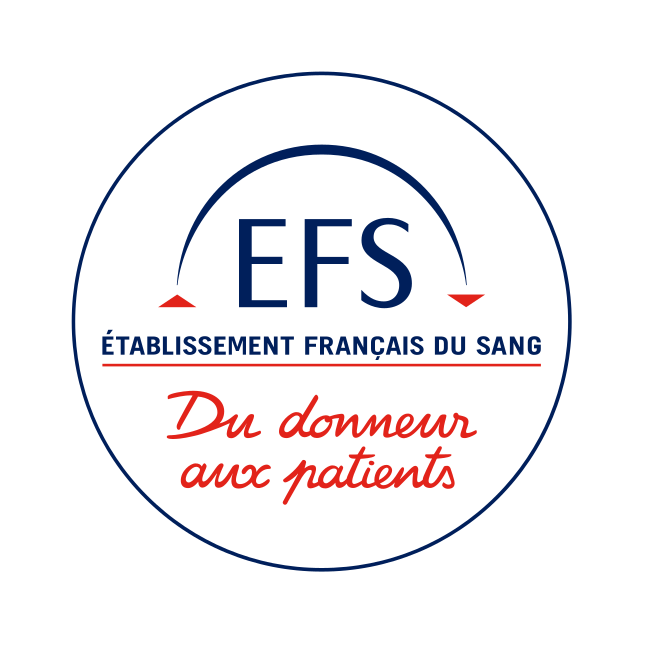 EFS
ÉTABLISSEMENT FRANÇAIS DU SANG
Du donneur
aux patients